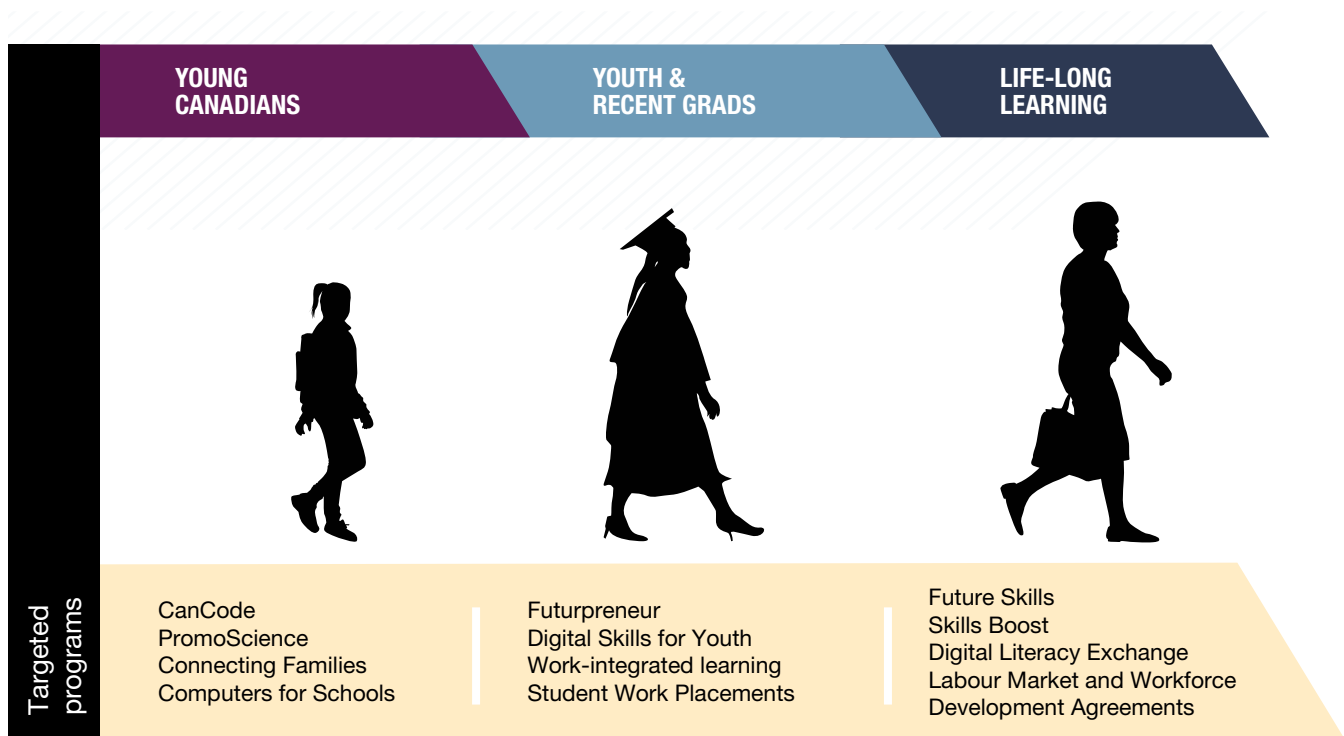 YOUNG
CANADIANS
YOUTH &
RECENT GRADS
LIFE-LONG
LEARNING
Targeted
programs
CanCode
PromoScience
Connecting Families
Computers for Schools
Futurpreneur
Digital Skills for Youth
Work-integrated learning
Student Work Placements
Future Skills
Skills Boost
Digital Literacy Exchange
Labour Market and Workforce
Development Agreements